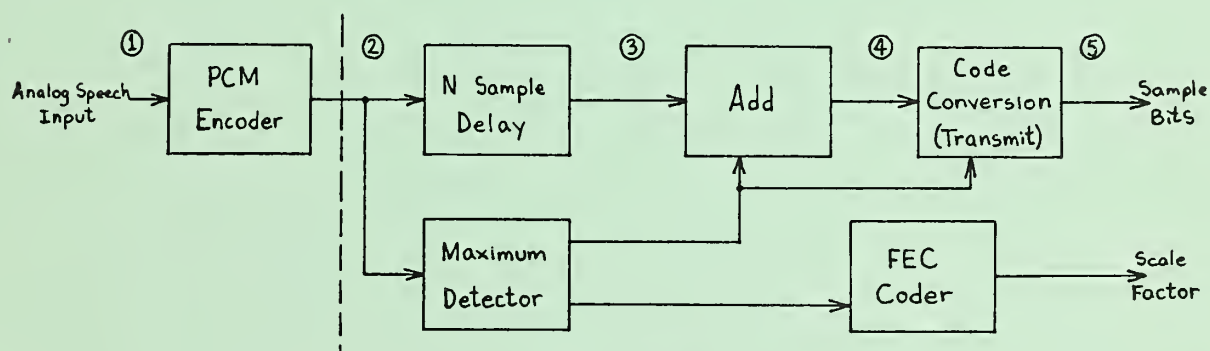 ①
②
③
④
⑤
Analog Speech
Input
PCM
Encoder
N Sample
Delay
Add
Code
Conversion
(Transmit)
Sample
Bits
Maximum
Detector
FEC
Coder
Scale
Factor